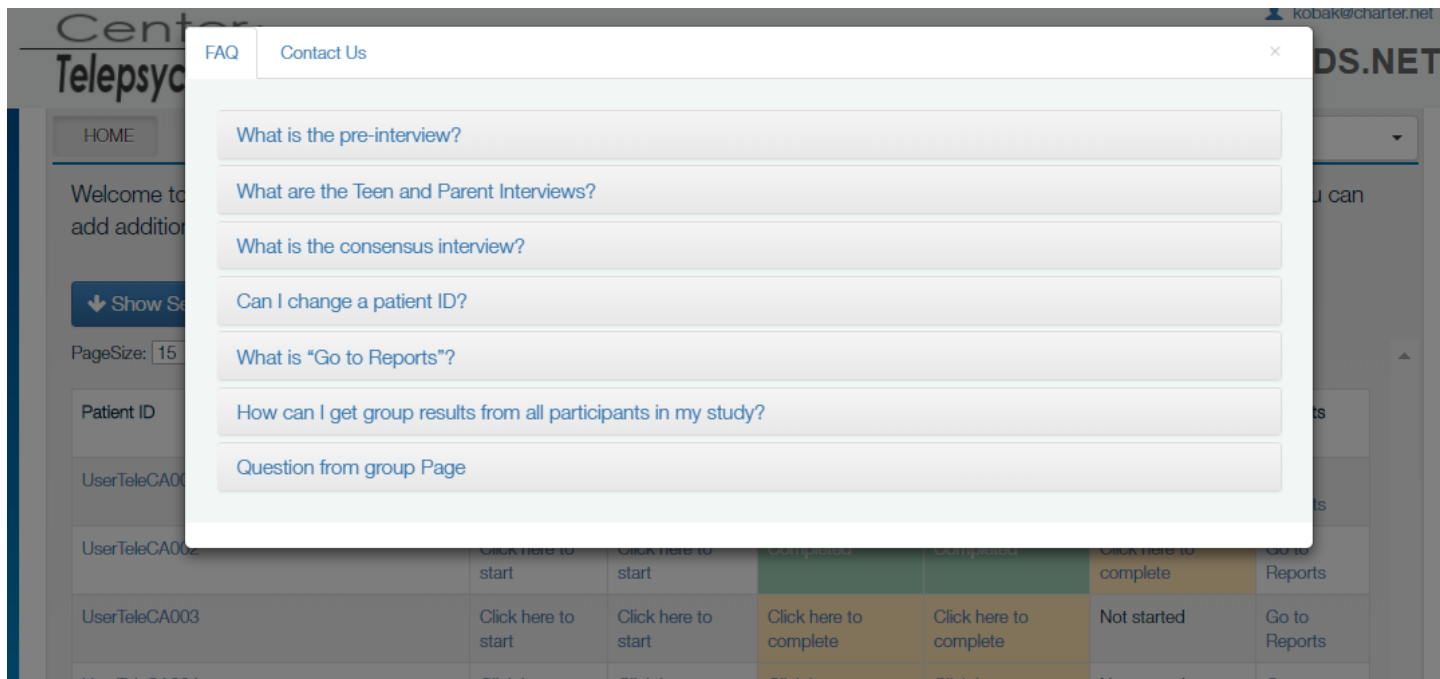 Center
kobak@charter.net
Telepsyc
DS.NET
FAQ
Contact Us
×
HOME
What is the pre-interview?
What are the Teen and Parent Interviews?
What is the consensus interview?
Can I change a patient ID?
What is “Go to Reports”?
How can I get group results from all participants in my study?
Question from group Page
Welcome to
u can
add addition
Show Se
PageSize: 15
Patient ID
ts
UserTeleCA00
ts
UserTeleCA002
Click here to start
Click here to start
Completed
Completed
Click here to complete
Go to Reports
UserTeleCA003
Click here to start
Click here to start
Click here to complete
Click here to complete
Not started
Go to Reports